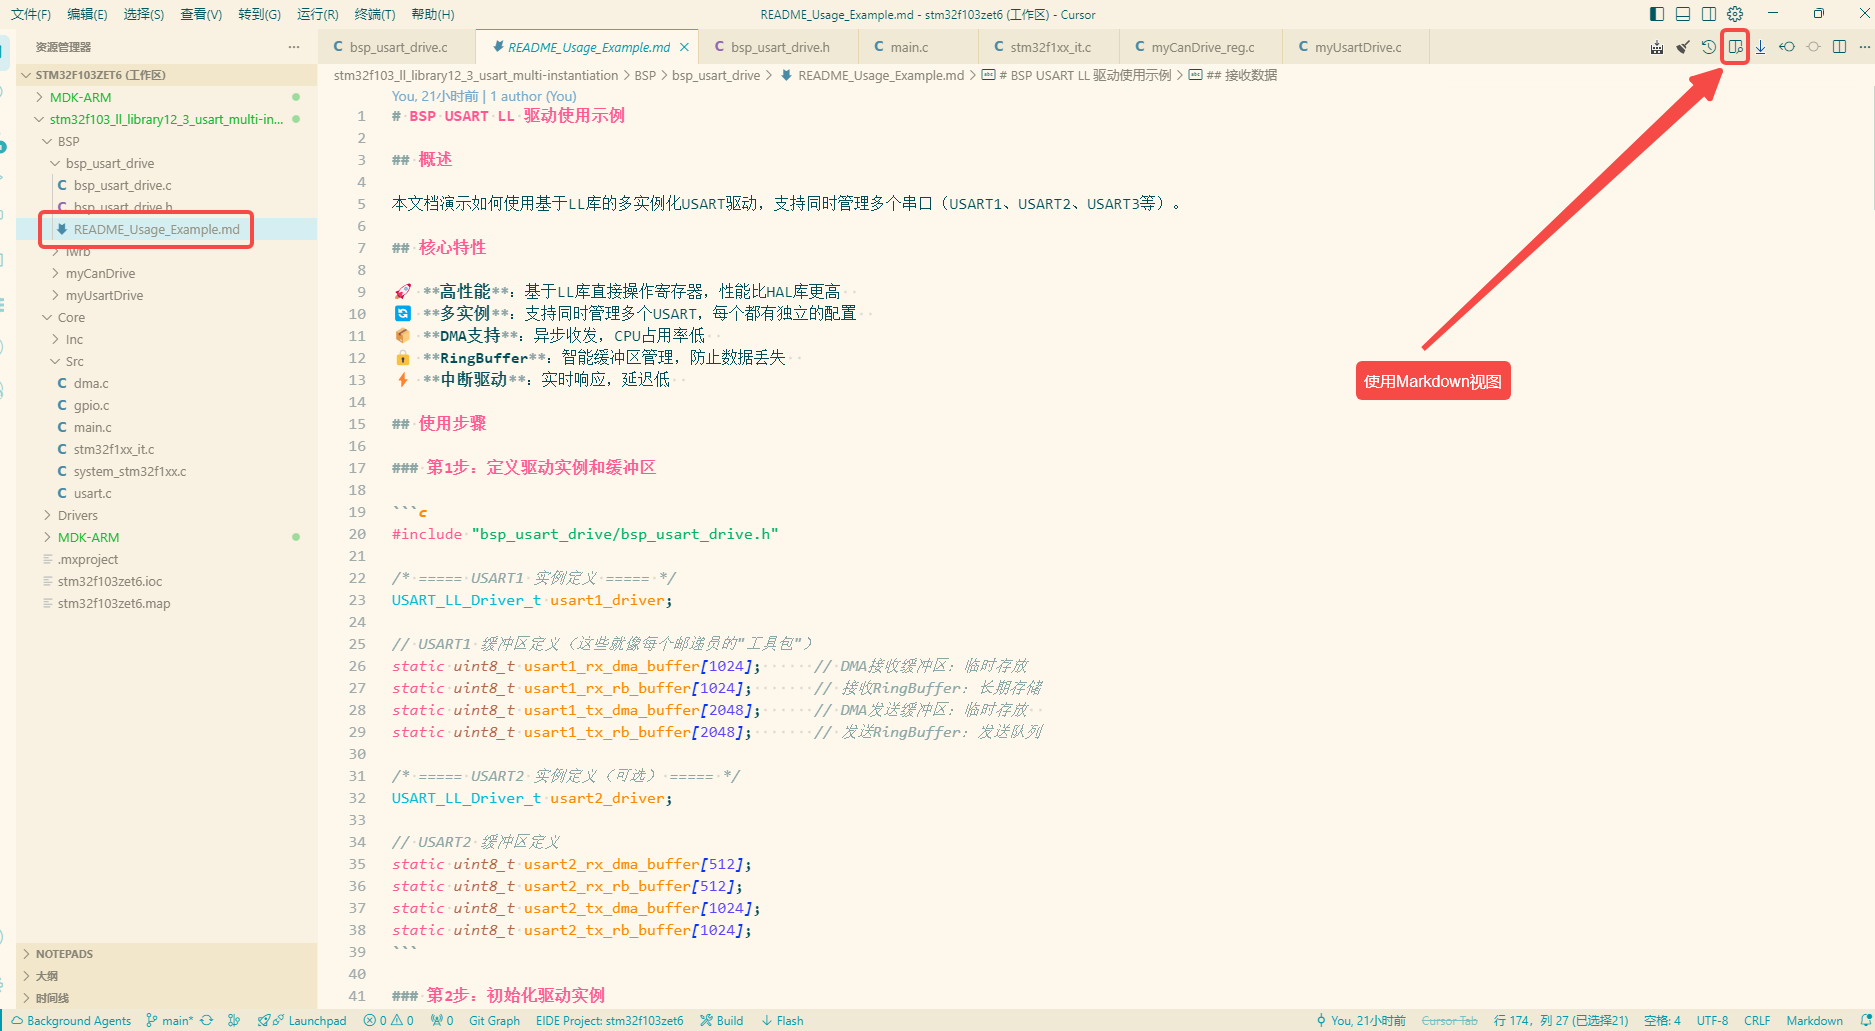 文件(F) 编辑(E) 选择(S) 查看(V) 转到(G) 运行(R) 终端(T) 帮助(H) README_Usage_Example.md - stm32f103zet6 (工作区) - Cursor
资源管理器
bsp_usart_drive.c README_Usage_Example.md bsp_usart_drive.h main.c stm32f1xx_it.c myCanDrive_reg.c myUsartDrive.c
STM32F103ZET6 (工作区)
MDK-ARM
stm32f103_ll_library12_3_usart_multi-in...
BSP
bsp_usart_drive
bsp_usart_drive.c
bsp_usart_drive.h
README_Usage_Example.md
lwrb
myCanDrive
myUsartDrive
Core
Inc
Src
dma.c
gpio.c
main.c
stm32f1xx_it.c
system_stm32f1xx.c
usart.c
Drivers
MDK-ARM
.mxproject
stm32f103zet6.ioc
stm32f103zet6.map
NOTEPADS
大纲
时间线
stm32f103_ll_library12_3_usart_multi-instantiation > BSP > bsp_usart_drive > README_Usage_Example.md > # BSP USART LL 驱动使用示例 > ## 接收数据
You, 21小时前 | 1 author (You)
1 # BSP USART LL 驱动使用示例
2
3 ## 概述
4
5 本文档演示如何使用基于LL库的多实例化USART驱动，支持同时管理多个串口（USART1、USART2、USART3等）。
6
7 ## 核心特性
8
9 🚀 **高性能**：基于LL库直接操作寄存器，性能比HAL库更高
10 🔄 **多实例**：支持同时管理多个USART，每个都有独立的配置
11 📦 **DMA支持**：异步收发，CPU占用率低
12 🔒 **RingBuffer**：智能缓冲区管理，防止数据丢失
13 ⚡ **中断驱动**：实时响应，延迟低
14
15 ## 使用步骤
16
17 ### 第1步：定义驱动实例和缓冲区
18
19 ```c
20 #include "bsp_usart_drive/bsp_usart_drive.h"
21
22 /* ===== USART1 实例定义 ===== */
23 USART_LL_Driver_t usart1_driver;
24
25 // USART1 缓冲区定义（这些就像每个邮递员的"工具包"）
26 static uint8_t usart1_rx_dma_buffer[1024]; // DMA接收缓冲区：临时存放
27 static uint8_t usart1_rx_rb_buffer[1024]; // 接收RingBuffer：长期存储
28 static uint8_t usart1_tx_dma_buffer[2048]; // DMA发送缓冲区：临时存放
29 static uint8_t usart1_tx_rb_buffer[2048]; // 发送RingBuffer：发送队列
30
31 /* ===== USART2 实例定义（可选） ===== */
32 USART_LL_Driver_t usart2_driver;
33
34 // USART2 缓冲区定义
35 static uint8_t usart2_rx_dma_buffer[512];
36 static uint8_t usart2_rx_rb_buffer[512];
37 static uint8_t usart2_tx_dma_buffer[1024];
38 static uint8_t usart2_tx_rb_buffer[1024];
39 ```
40
41 ### 第2步：初始化驱动实例
使用Markdown视图
Background Agents main* Launchpad 0 0 0 Git Graph EIDE Project: stm32f103zet6 Build Flash You, 21小时前 Cursor Tab 行 174，列 27 (已选择21) 空格: 4 UTF-8 CRLF Markdown